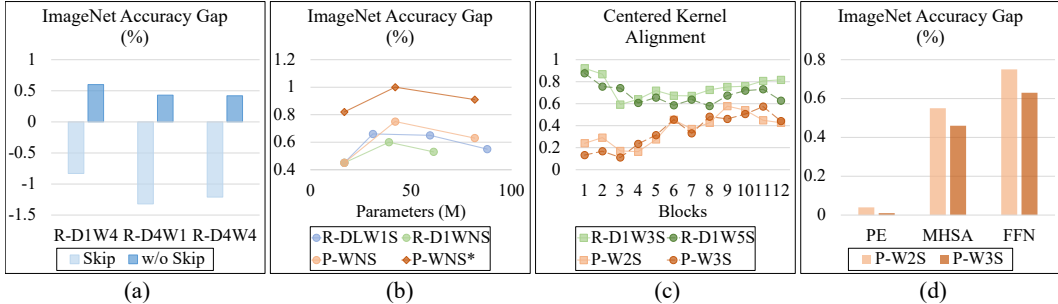 ImageNet Accuracy Gap
(%)
1
0.5
0
-0.5
-1
-1.5
R-D1W4 R-D4W1 R-D4W4
Skip w/o Skip
(a)
ImageNet Accuracy Gap
(%)
1.2
1
0.8
0.6
0.4
0 50 100
Parameters (M)
R-DLW1S R-D1WNS
P-WNS P-WNS*
(b)
Centered Kernel
Alignment
1
0.8
0.6
0.4
0.2
0
1 2 3 4 5 6 7 8 9 10 11 12
Blocks
R-D1W3S R-D1W5S
P-W2S P-W3S
(c)
ImageNet Accuracy Gap
(%)
0.8
0.6
0.4
0.2
0
PE MHSA FFN
P-W2S P-W3S
(d)